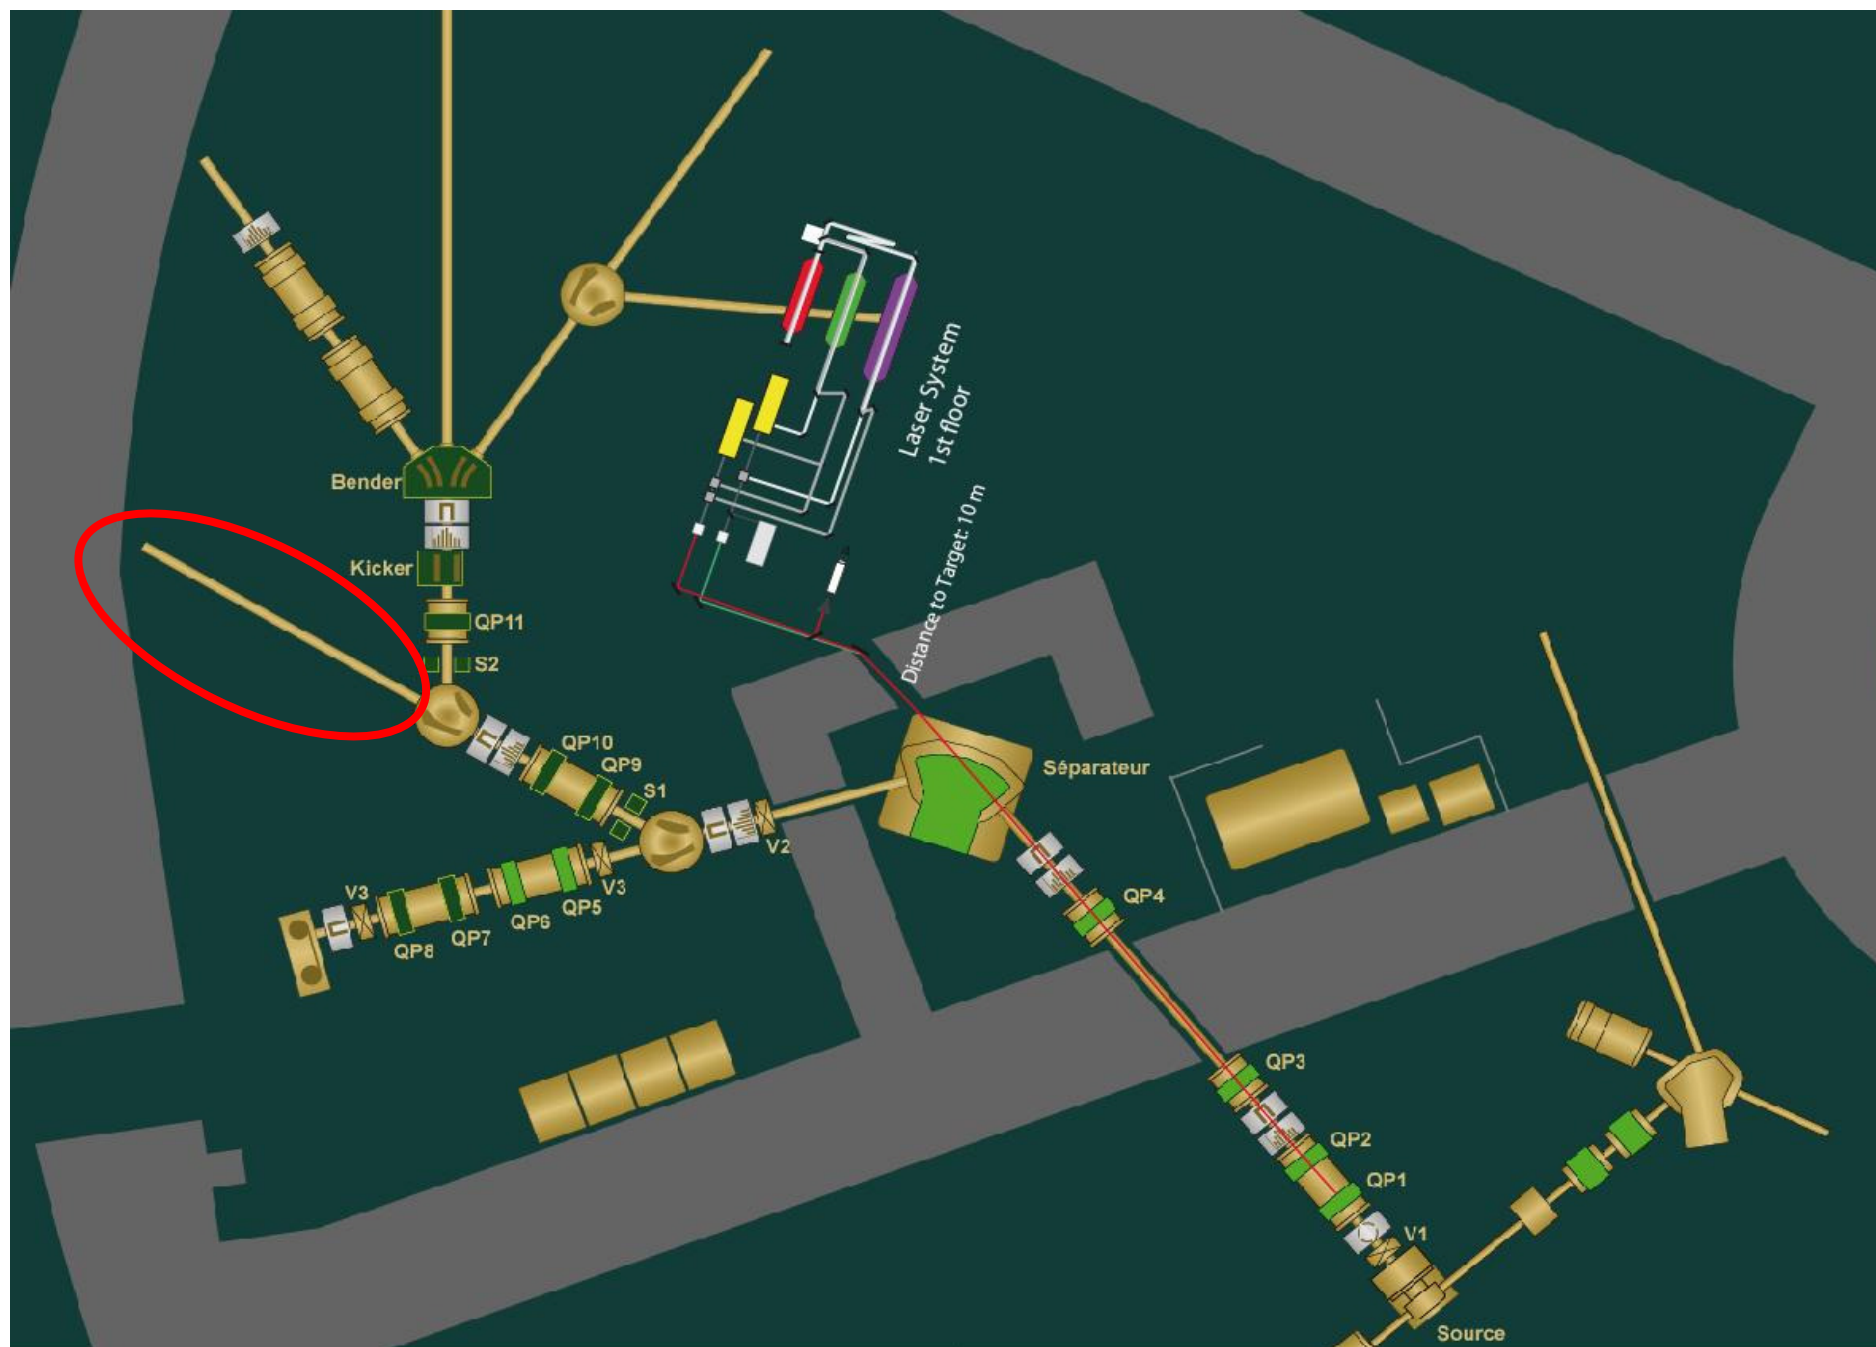 Laser System
1st floor
Distance to Target: 10 m
Bender
Kicker
QP11
S2
QP10
QP9
S1
Séparateur
V2
V3
V3
QP5
QP6
QP7
QP8
QP4
QP3
QP2
QP1
V1
Source